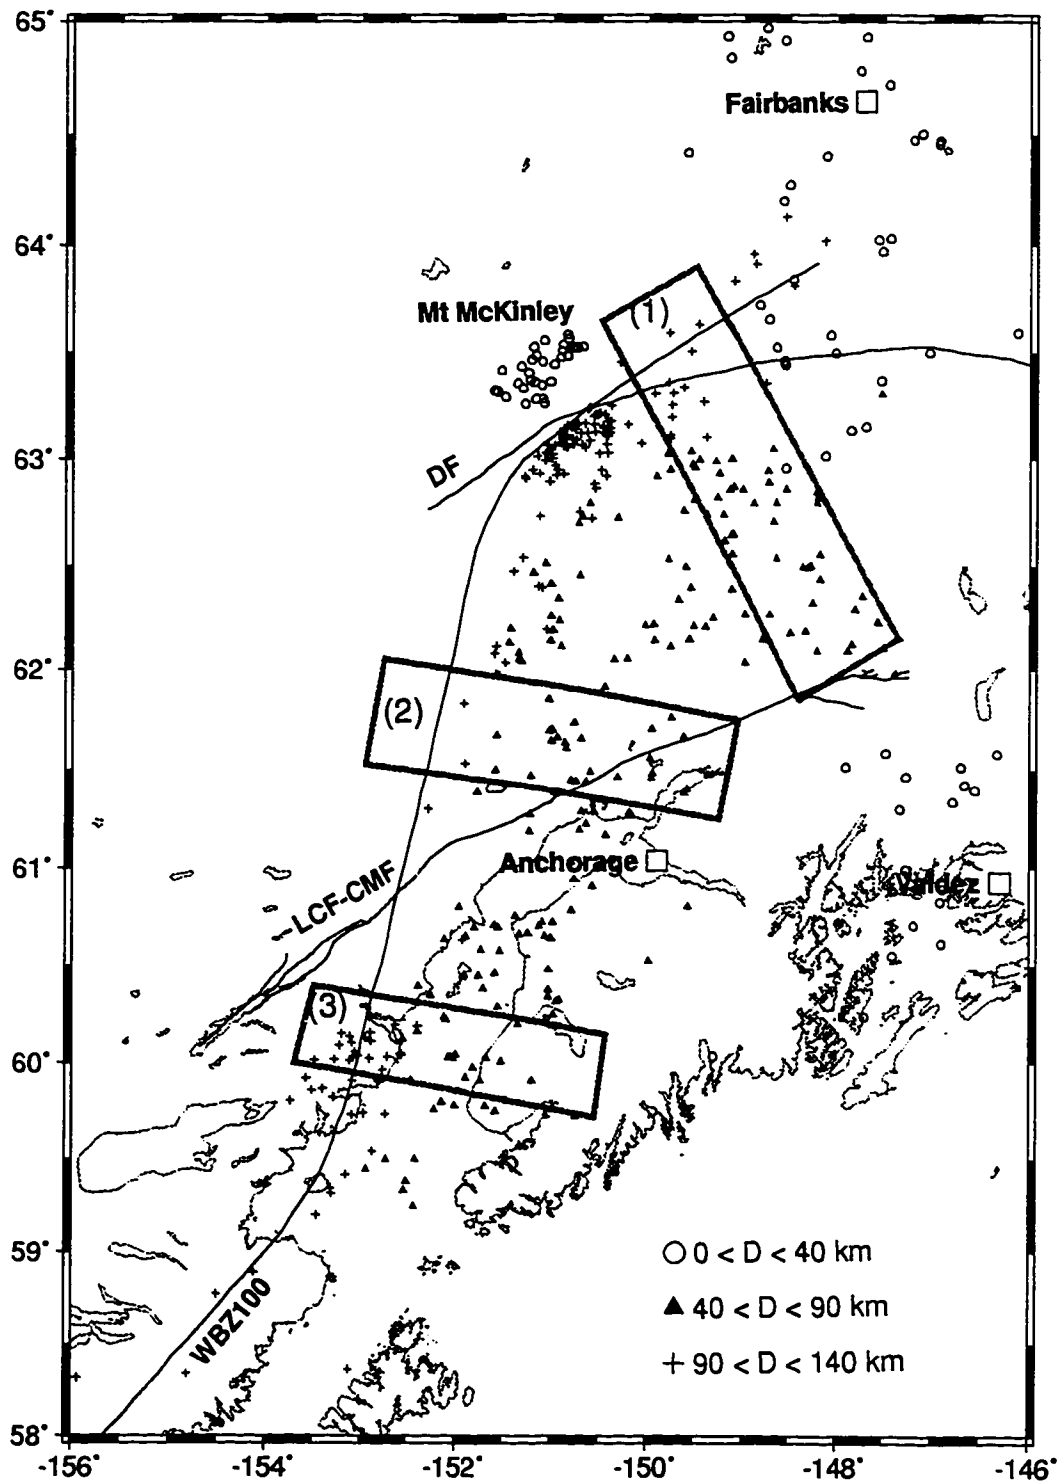 65°
Fairbanks
64°
Mt McKinley
(1)
63°
DF
62°
(2)
61°
Anchorage
Valdez
LCF-CMF
(3)
60°
59°
WBZ100
0 < D < 40 km
40 < D < 90 km
90 < D < 140 km
58°
-156° -154° -152° -150° -148° -146°